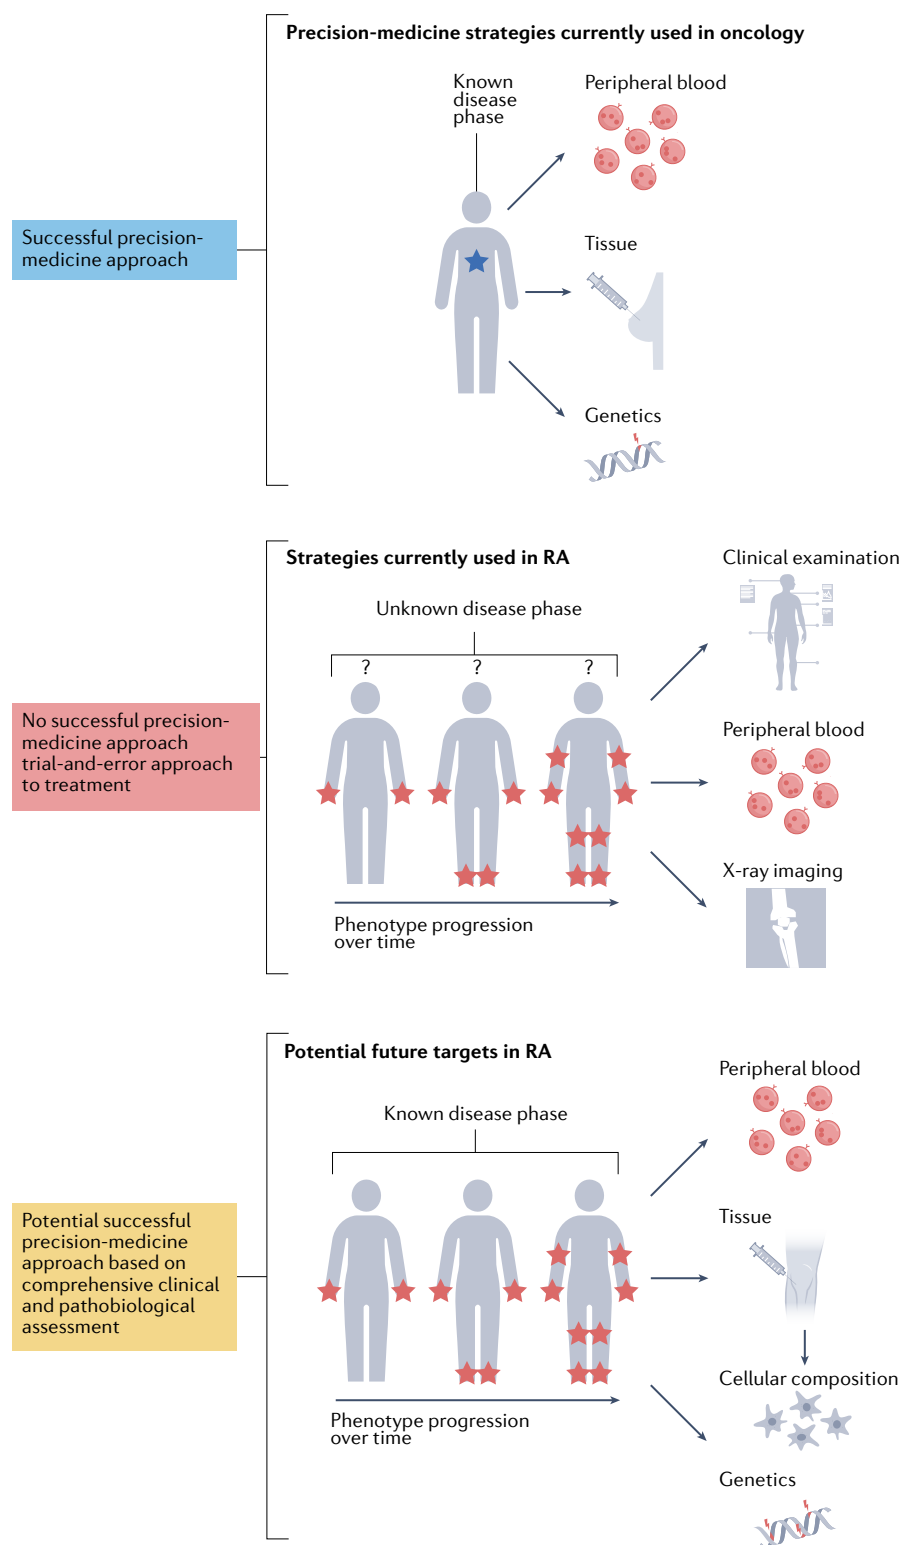 Precision-medicine strategies currently used in oncology
Known
disease
phase
Peripheral blood
Successful precision-
medicine approach
Tissue
Genetics
Strategies currently used in RA
Clinical examination
Unknown disease phase
? ? ?
No successful precision-
medicine approach
trial-and-error approach
to treatment
Peripheral blood
X-ray imaging
Phenotype progression
over time
Potential future targets in RA
Peripheral blood
Known disease phase
Potential successful
precision-medicine
approach based on
comprehensive clinical
and pathobiological
assessment
Tissue
Cellular composition
Phenotype progression
over time
Genetics